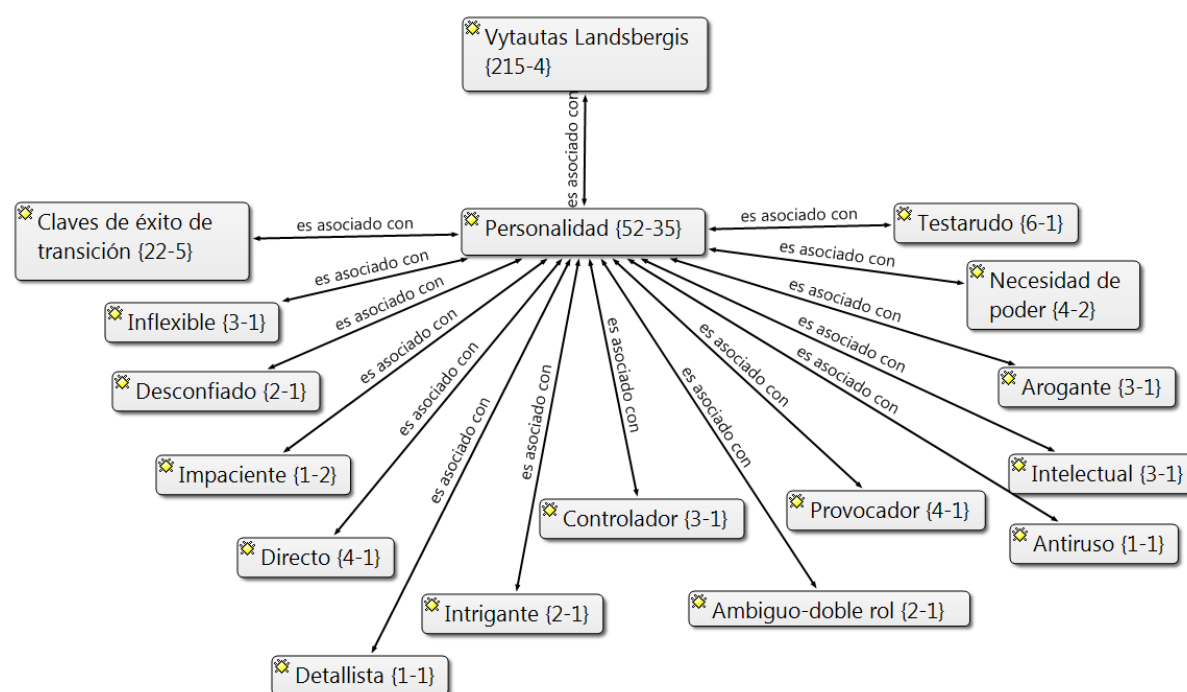 Vytautas Landsbergis
{215-4}
es asociado con
Claves de éxito de
transición {22-5}
es asociado con
Personalidad {52-35}
es asociado con
Testarudo {6-1}
es asociado con
Necesidad de
poder {4-2}
es asociado con
Inflexible {3-1}
es asociado con
Arogante {3-1}
es asociado con
Desconfiado {2-1}
es asociado con
Intelectual {3-1}
es asociado con
Impaciente {1-2}
es asociado con
Provocador {4-1}
es asociado con
Controlador {3-1}
es asociado con
Antiruso {1-1}
es asociado con
Directo {4-1}
es asociado con
Intrigante {2-1}
es asociado con
Ambiguo-doble rol {2-1}
es asociado con
Detallista {1-1}
es asociado con